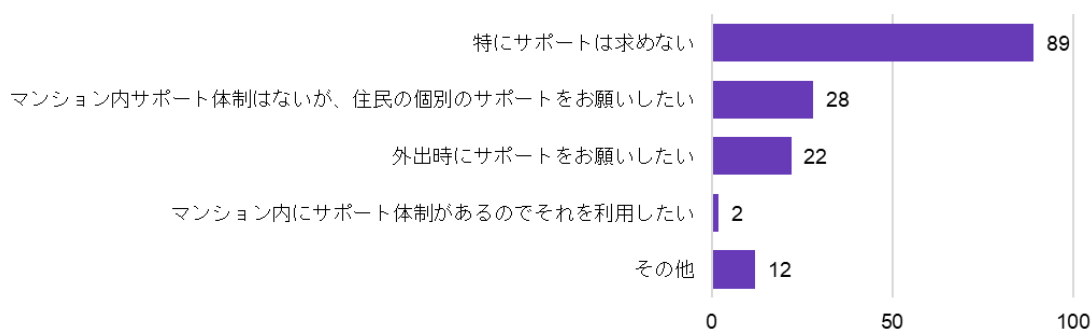 特にサポートは求めない 89
マンション内サポート体制はないが、住民の個別のサポートをお願いしたい 28
外出時にサポートをお願いしたい 22
マンション内にサポート体制があるのでそれを利用したい 2
その他 12
0 50 100